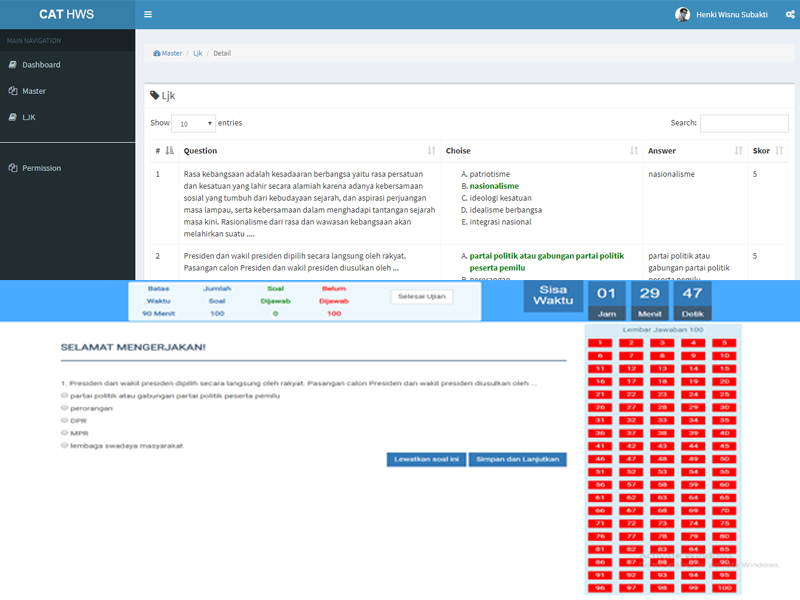 CAT HWS
Henki Wisnu Subakti
MAIN NAVIGATION
Dashboard
Master
LJK
Permission
Master / Ljk / Detail
Ljk
Show 10 entries
Search:
# Question Choise Answer Skor
1
Rasa kebangsaan adalah kesadaaran berbangsa yaitu rasa persatuan
dan kesatuan yang lahir secara alamiah karena adanya kebersamaan
sosial yang tumbuh dari kebudayaan sejarah, dan aspirasi perjuangan
masa lampau, serta kebersamaan dalam menghadapi tantangan sejarah
masa kini. Rasionalisme dari rasa dan wawasan kebangsaan akan
melahirkan suatu ....
A. patriotisme
B. nasionalisme
C. ideologi kesatuan
D. idealisme berbangsa
E. integrasi nasional
nasionalisme
5
2
Presiden dan wakil presiden dipilih secara langsung oleh rakyat.
Pasangan calon Presiden dan wakil presiden diusulkan oleh ...
A. partai politik atau gabungan partai politik
peserta pemilu
B. perorangan
partai politik atau
gabungan partai politik
peserta pemilu
5
Batas Waktu 90 Menit
Jumlah Soal 100
Soal Dijawab 0
Belum Dijawab 100
Selesai Ujian
Sisa Waktu
01 Jam
29 Menit
47 Detik
SELAMAT MENGERJAKAN!
1. Presiden dan wakil presiden dipilih secara langsung oleh rakyat. Pasangan calon Presiden dan wakil presiden diusulkan oleh ...
partai politik atau gabungan partai politik peserta pemilu
perorangan
DPR
MPR
lembaga swadaya masyarakat
Lewatkan soal ini
Simpan dan Lanjutkan
Lembar Jawaban 100
1 2 3 4 5
6 7 8 9 10
11 12 13 14 15
16 17 18 19 20
21 22 23 24 25
26 27 28 29 30
31 32 33 34 35
36 37 38 39 40
41 42 43 44 45
46 47 48 49 50
51 52 53 54 55
56 57 58 59 60
61 62 63 64 65
66 67 68 69 70
71 72 73 74 75
76 77 78 79 80
81 82 83 84 85
86 87 88 89 90
91 92 93 94 95
96 97 98 99 100
Windows.